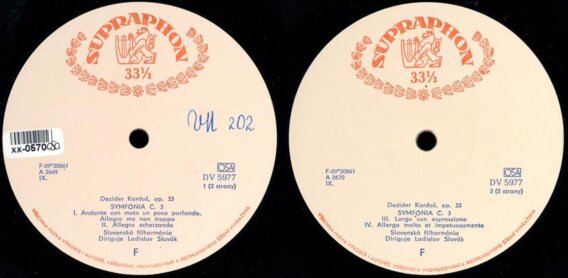 SUPRAPHON
33⅓
VH 202
xx-0570
F-09*30861
A 2669
IX.
OSA
DV 5977
1 (2 strany)
Dezider Kardoš, op. 33
SYMFÓNIA Č. 3
I. Andante con moto un poco parlando.
Allegro ma non troppo
II. Allegro scherzando
Slovenská filharmónia
Diriguje Ladislav Slovák
F
SUPRAPHON
33⅓
F-09*30861
A 2670
IX.
OSA
DV 5977
2 (2 strany)
Dezider Kardoš, op. 33
SYMFÓNIA Č. 3
III. Largo con espressione
IV. Allegro molto et impetuosamente
Slovenská filharmónia
Diriguje Ladislav Slovák
F